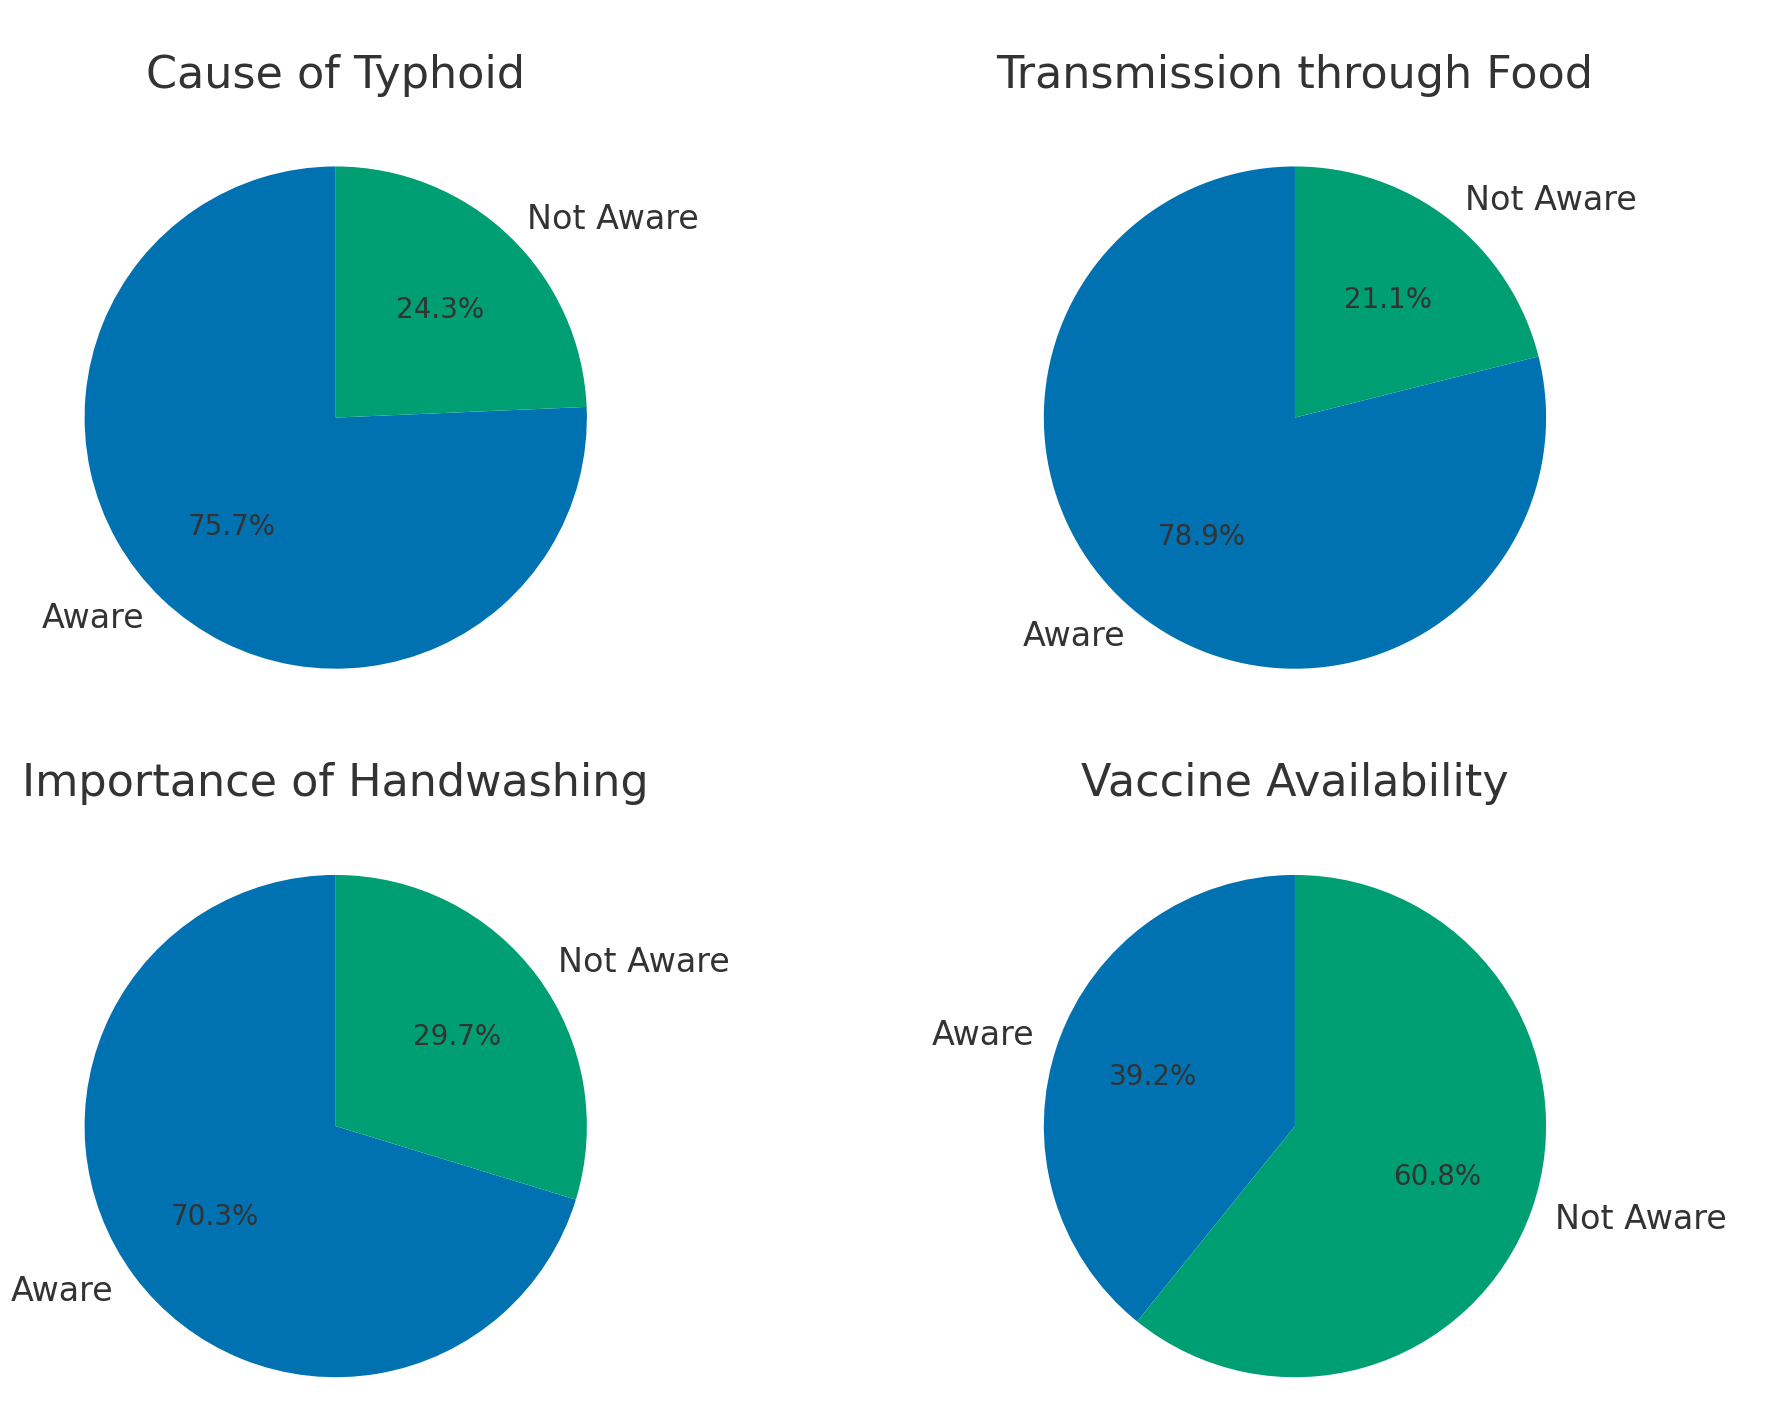 Cause of Typhoid
Not Aware
24.3%
75.7%
Aware
Transmission through Food
Not Aware
21.1%
78.9%
Aware
Importance of Handwashing
Not Aware
29.7%
70.3%
Aware
Vaccine Availability
Aware
39.2%
60.8%
Not Aware